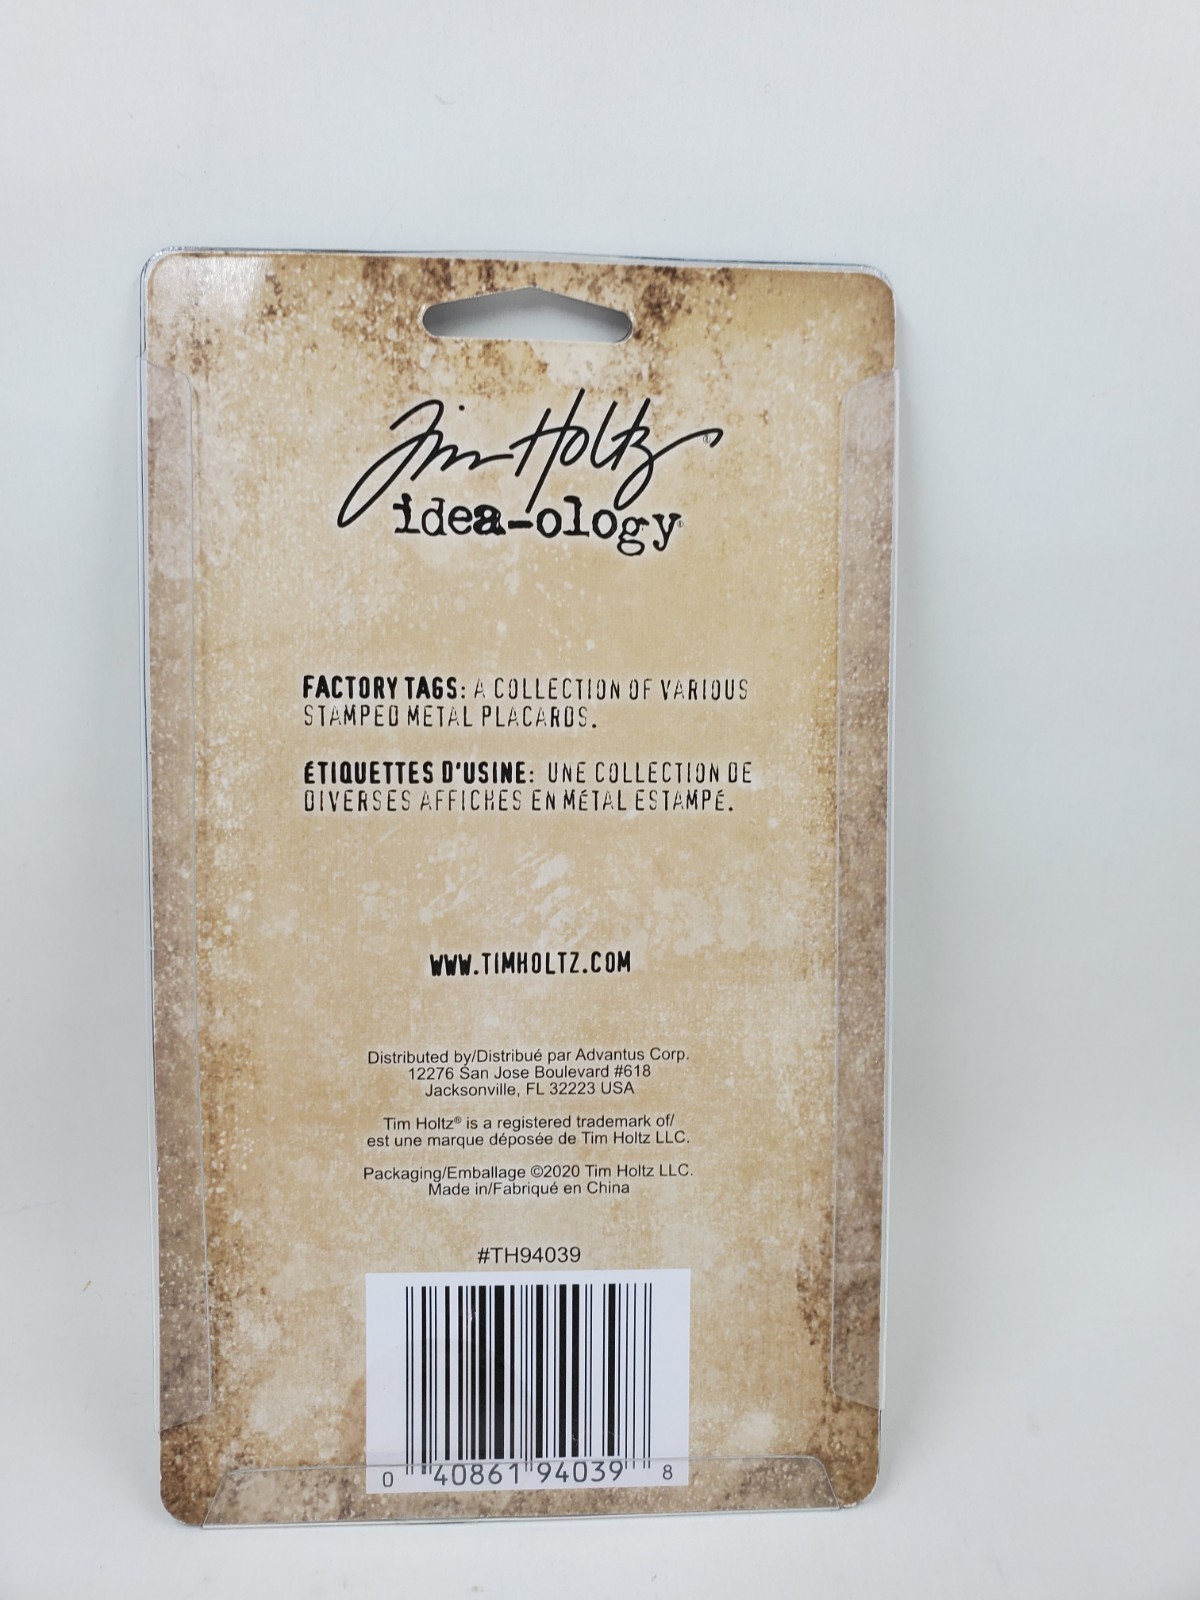 Tim Holtz®
idea-ology®
FACTORY TAGS: A COLLECTION OF VARIOUS
STAMPED METAL PLACARDS.
ÉTIQUETTES D'USINE: UNE COLLECTION DE
DIVERSES AFFICHES EN MÉTAL ESTAMPÉ.
WWW.TIMHOLTZ.COM
Distributed by/Distribué par Advantus Corp.
12276 San Jose Boulevard #618
Jacksonville, FL 32223 USA
Tim Holtz® is a registered trademark of/
est une marque déposée de Tim Holtz LLC.
Packaging/Emballage ©2020 Tim Holtz LLC.
Made in/Fabriqué en China
#TH94039
0 40861 94039 8